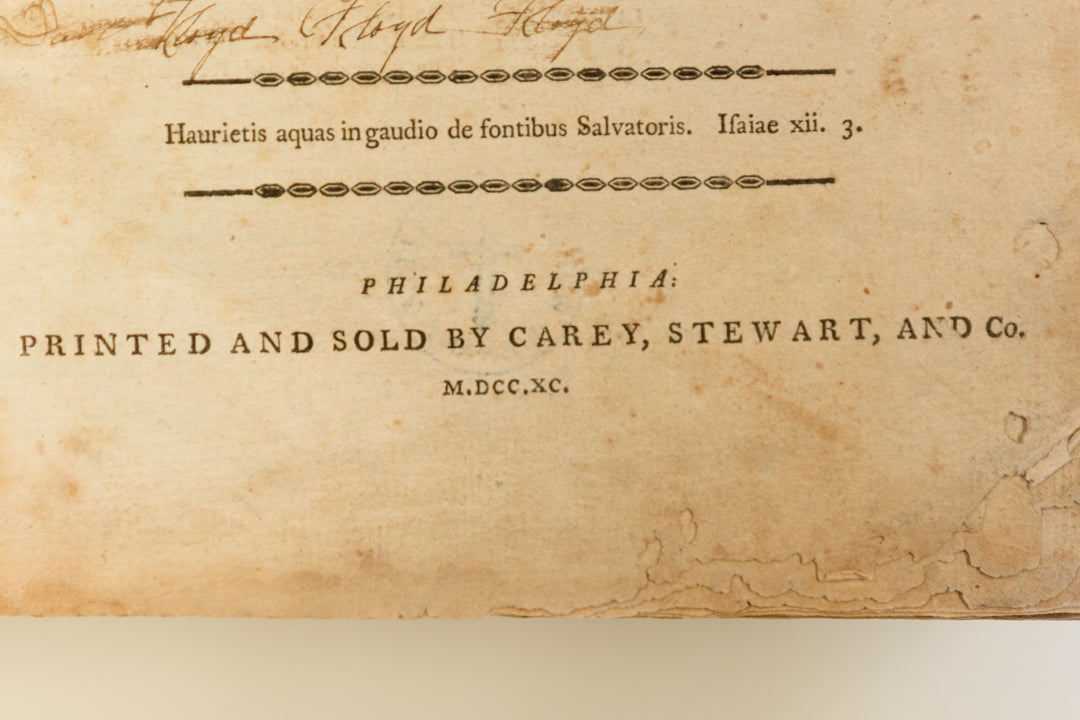 Floyd Floyd Floyd
Haurietis aquas in gaudio de fontibus Salvatoris. Iſaiae xii. 3.
PHILADELPHIA:
PRINTED AND SOLD BY CAREY, STEWART, AND Co.
M.DCC.XC.